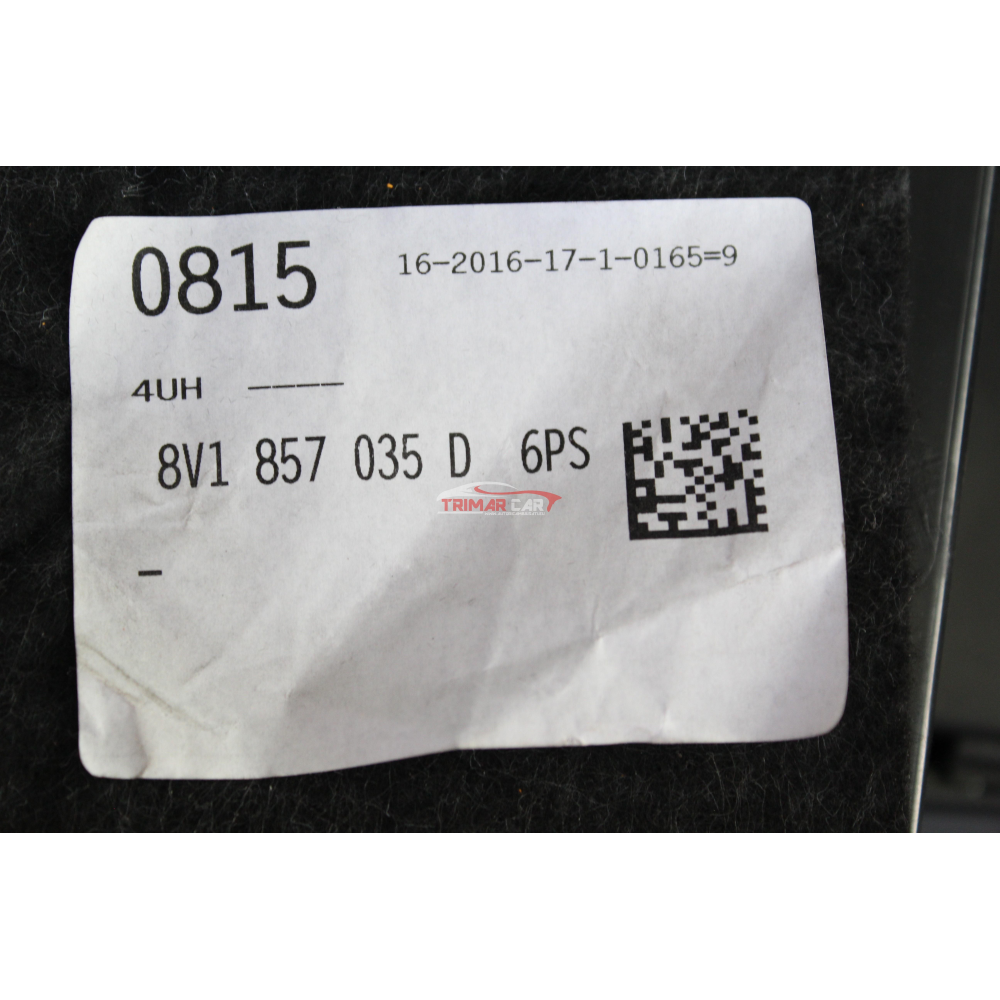 0815 16-2016-17-1-0165=9
4UH ----
8V1 857 035 D 6PS
TRIMAR CAR
-